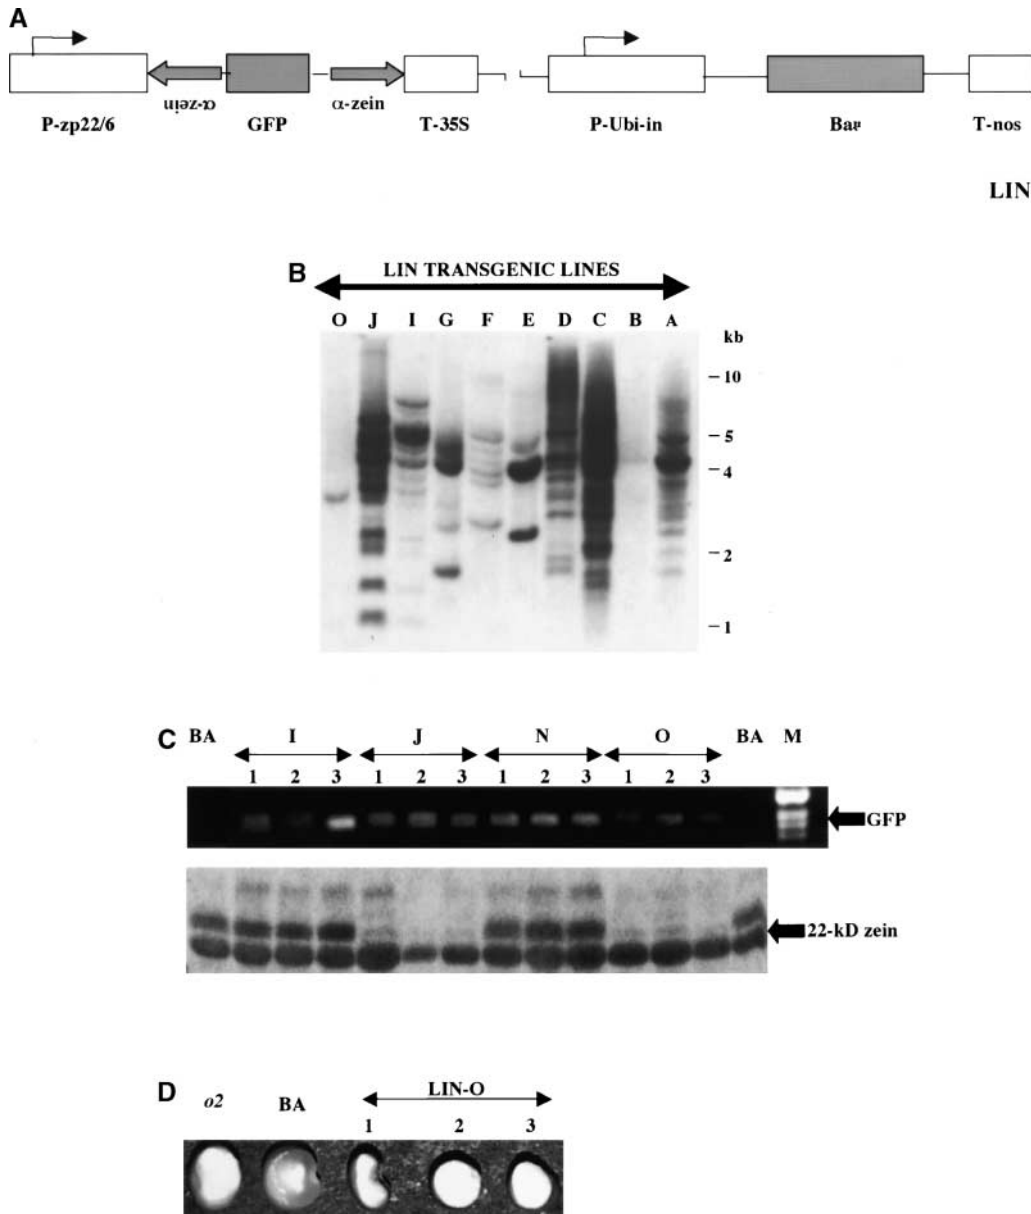 A
α-zein GFP α-zein
P-zp22/6 T-35S P-Ubi-in Bar T-nos
LIN
B LIN TRANSGENIC LINES
O J I G F E D C B A
kb
10
5
4
2
1
C BA I J N O BA M
1 2 3 1 2 3 1 2 3 1 2 3
GFP
22-kD zein
D o2 BA LIN-O
1 2 3